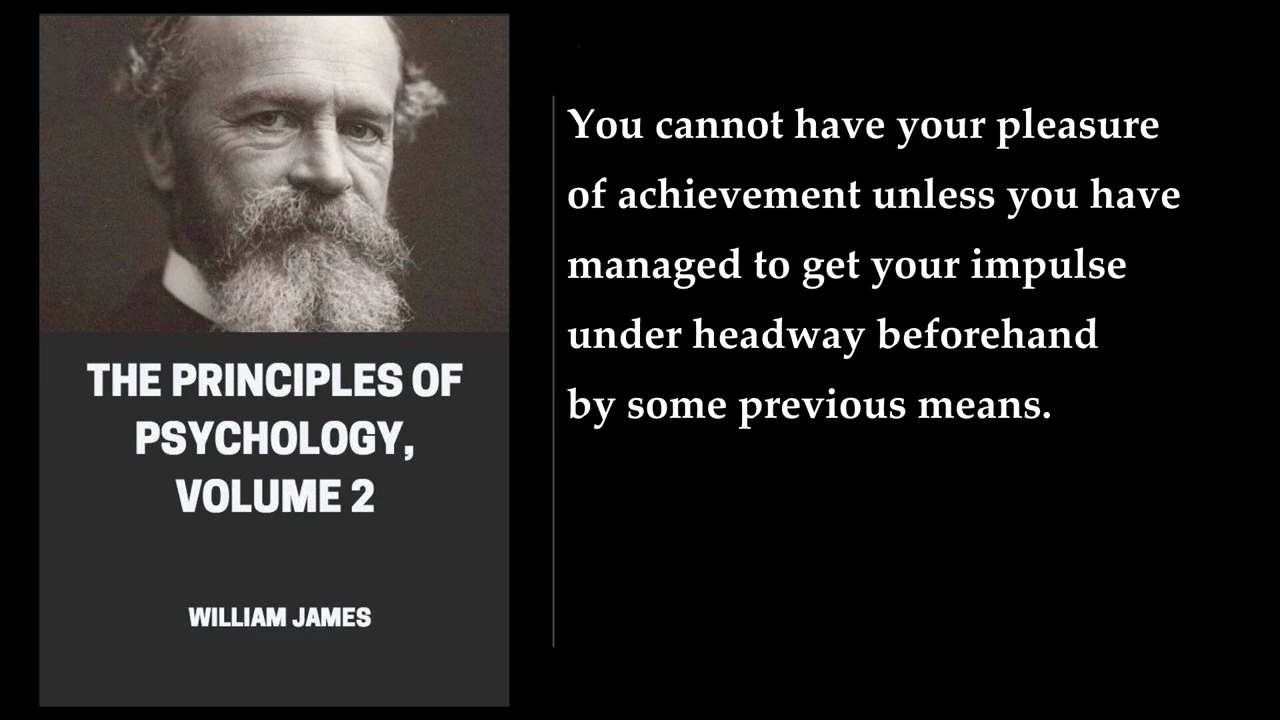 THE PRINCIPLES OF
PSYCHOLOGY,
VOLUME 2
WILLIAM JAMES
You cannot have your pleasure
of achievement unless you have
managed to get your impulse
under headway beforehand
by some previous means.